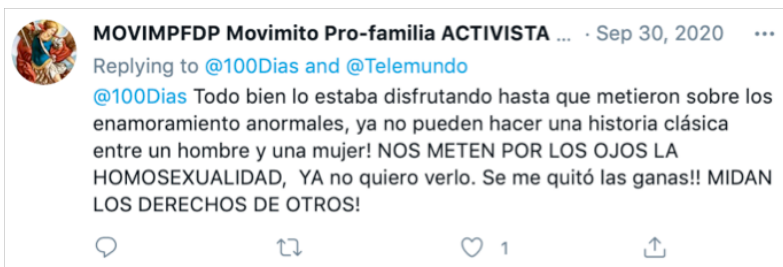 MOVIMPFDP Movimito Pro-familia ACTIVISTA ... · Sep 30, 2020 ...
Replying to @100Dias and @Telemundo
@100Dias Todo bien lo estaba disfrutando hasta que metieron sobre los
enamoramiento anormales, ya no pueden hacer una historia clásica
entre un hombre y una mujer! NOS METEN POR LOS OJOS LA
HOMOSEXUALIDAD, YA no quiero verlo. Se me quitó las ganas!! MIDAN
LOS DERECHOS DE OTROS!
1